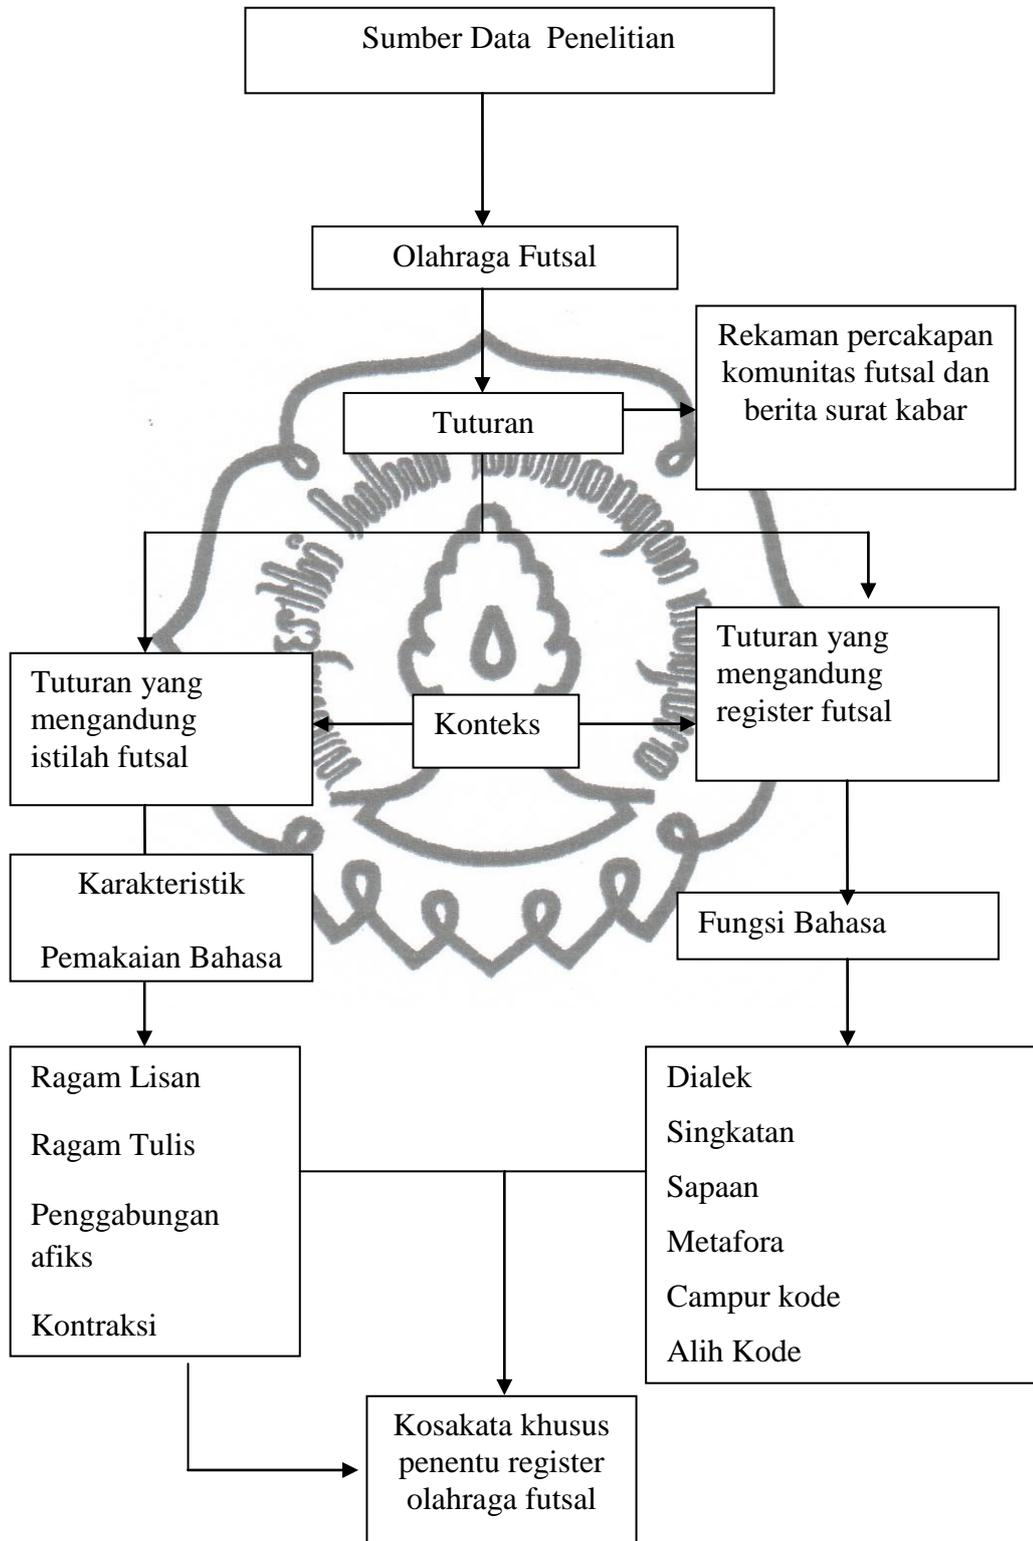 Sumber Data Penelitian
Olahraga Futsal
Rekaman percakapan
komunitas futsal dan
berita surat kabar
Tuturan
Tuturan yang
mengandung
istilah futsal
Konteks
Tuturan yang
mengandung
register futsal
Karakteristik
Pemakaian Bahasa
Fungsi Bahasa
Ragam Lisan
Ragam Tulis
Penggabungan
afiks
Kontraksi
Dialek
Singkatan
Sapaan
Metafora
Campur kode
Alih Kode
Kosakata khusus
penentu register
olahraga futsal